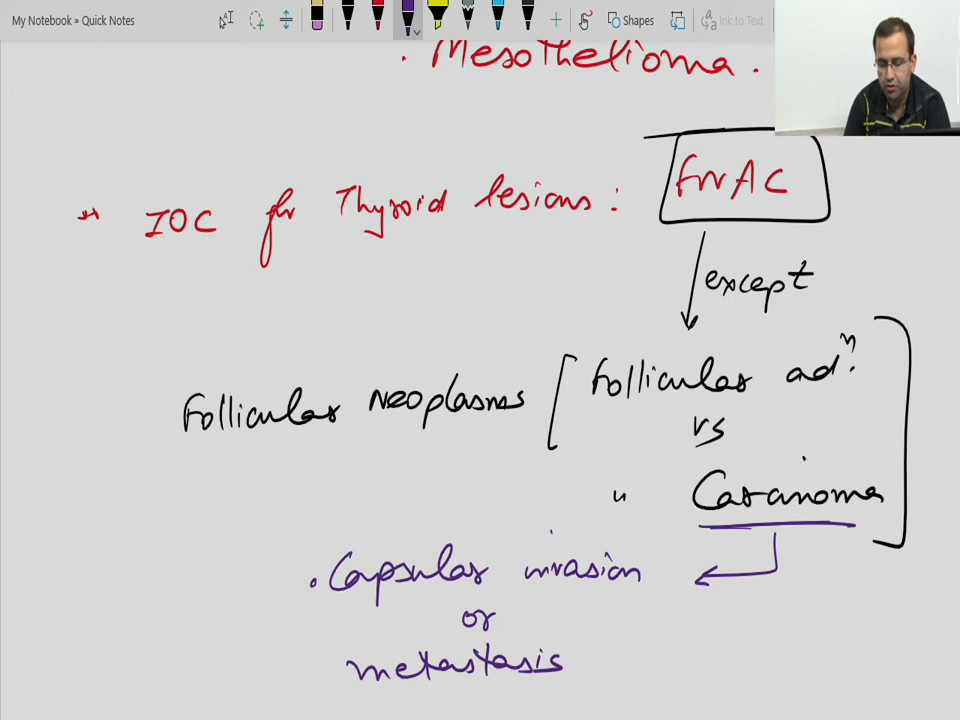 My Notebook » Quick Notes
Shapes
Ink to Text
. Mesothelioma.
IOC for Thyroid lesions: FNAC
except
Follicular neoplasms [ Follicular adn. ]
vs
" Carcinoma
. Capsular invasion
or
metastasis